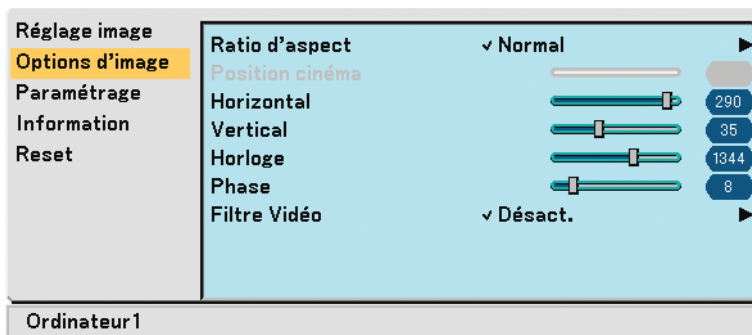 Réglage image
Options d'image
Paramétrage
Information
Reset
Ratio d'aspect ✓ Normal
Position cinéma
Horizontal 290
Vertical 35
Horloge 1344
Phase 8
Filtre Vidéo ✓ Désact.
Ordinateur1